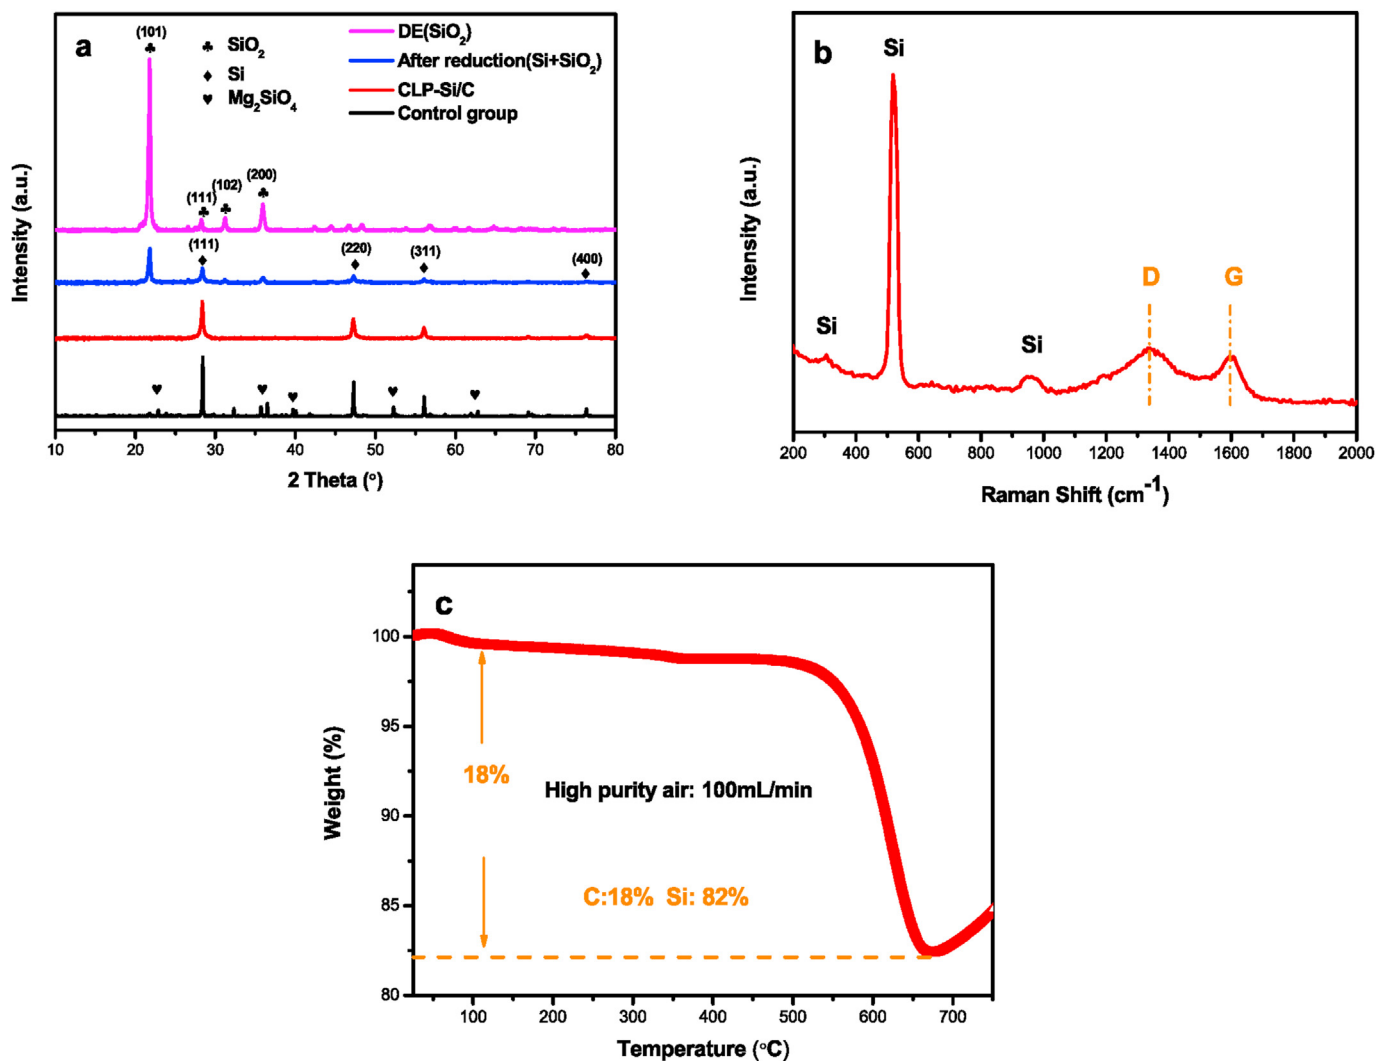 a
(101)
♣ SiO₂
♦ Si
♥ Mg₂SiO₄
DE(SiO₂)
After reduction(Si+SiO₂)
CLP-Si/C
Control group
(111)
(102)
(200)
(111)
(220)
(311)
(400)
Intensity (a.u.)
10 20 30 40 50 60 70 80
2 Theta (°)
b
Si
Si
Si
D
G
Intensity (a.u.)
200 400 600 800 1000 1200 1400 1600 1800 2000
Raman Shift (cm⁻¹)
c
100
95
90
85
80
Weight (%)
18%
High purity air: 100mL/min
C:18% Si: 82%
100 200 300 400 500 600 700
Temperature (°C)